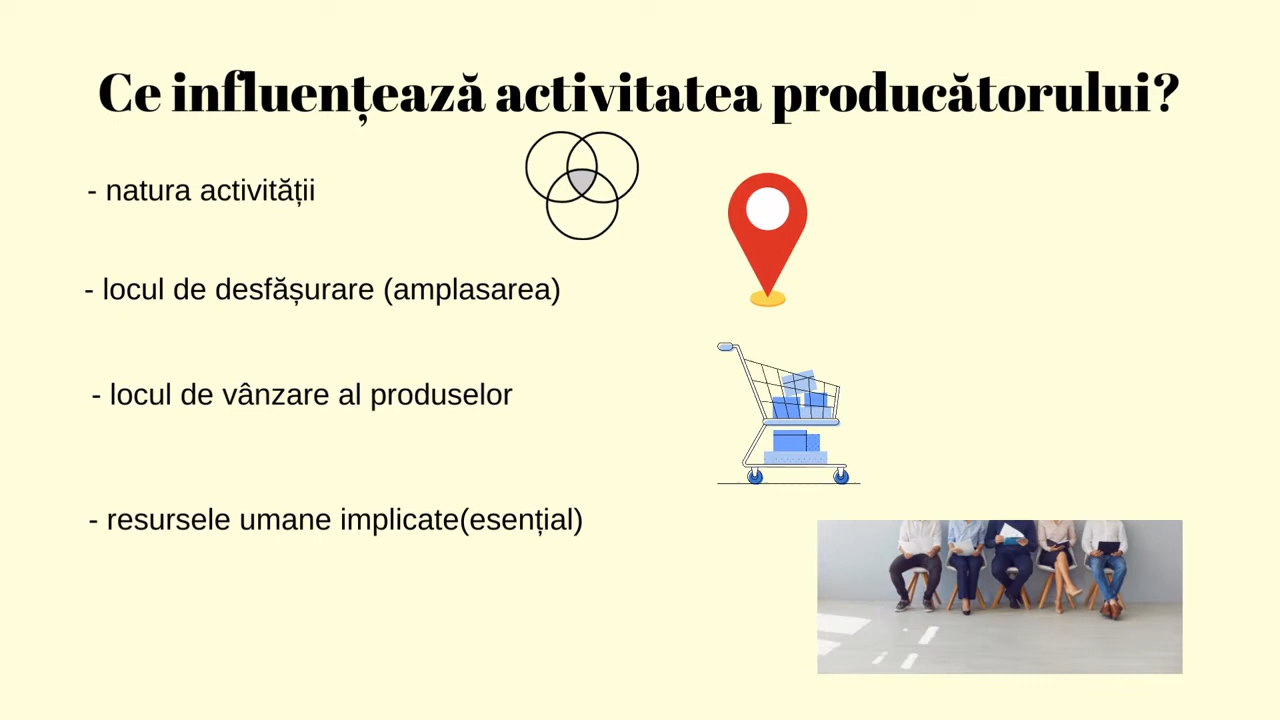 Ce influențează activitatea producătorului?
- natura activității
- locul de desfășurare (amplasarea)
- locul de vânzare al produselor
- resursele umane implicate(esențial)